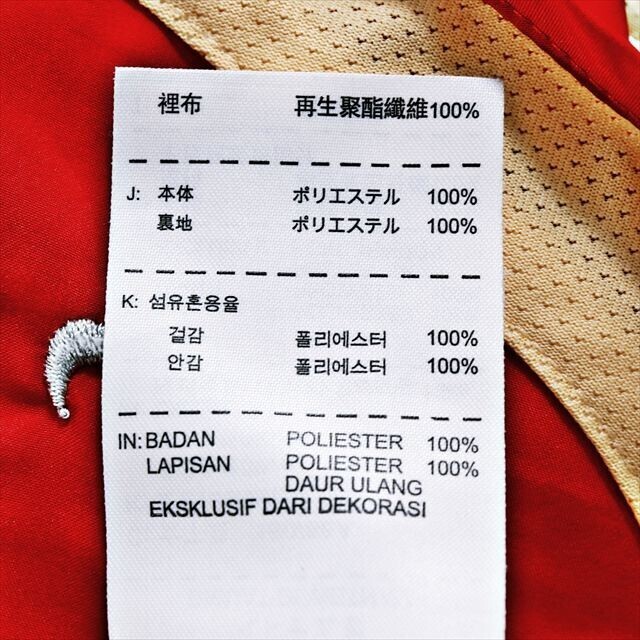 裡布 再生聚酯纖維100%
J: 本体 ポリエステル 100%
裏地 ポリエステル 100%
K: 섬유혼용율
겉감 폴리에스터 100%
안감 폴리에스터 100%
IN: BADAN POLIESTER 100%
LAPISAN POLIESTER 100%
DAUR ULANG
EKSKLUSIF DARI DEKORASI